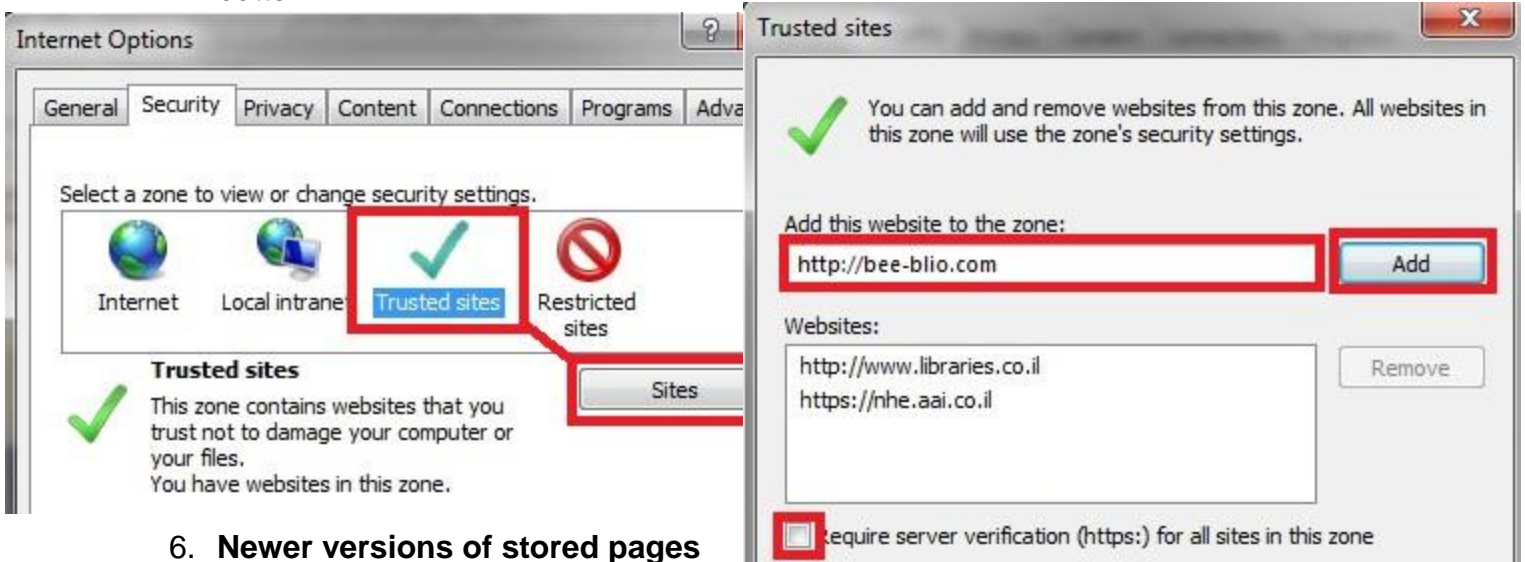 Internet Options
General Security Privacy Content Connections Programs Adva
Select a zone to view or change security settings.
Internet
Local intrane
Trusted sites
Restricted
sites
Trusted sites
Sites
This zone contains websites that you
trust not to damage your computer or
your files.
You have websites in this zone.
6. Newer versions of stored pages
Trusted sites
You can add and remove websites from this zone. All websites in
this zone will use the zone's security settings.
Add this website to the zone:
http://bee-blio.com
Add
Websites:
http://www.libraries.co.il
https://nhe.aai.co.il
Remove
equire server verification (https:) for all sites in this zone